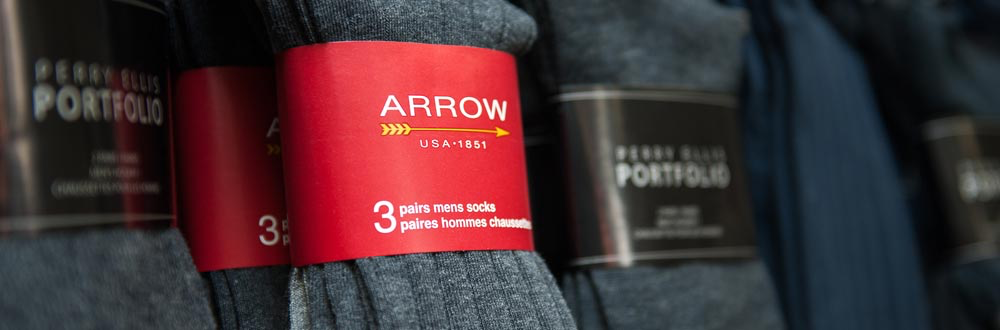 PERRY ELLIS
PORTFOLIO
A
3
ARROW
USA•1851
3 pairs mens socks
paires hommes chaussettes
PERRY ELLIS
PORTFOLIO